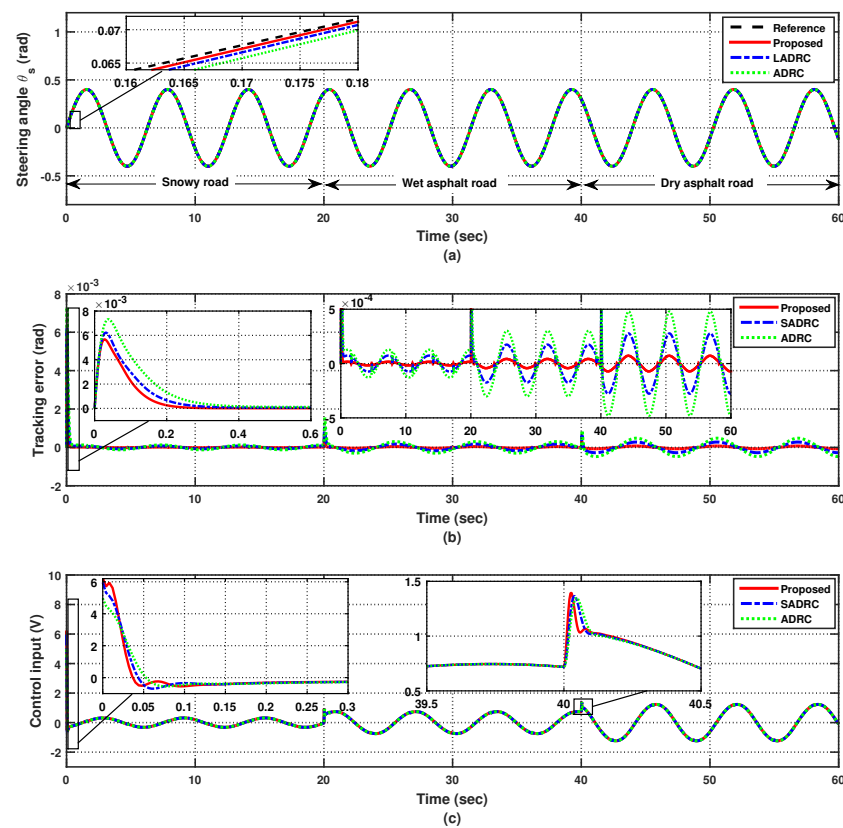 1
0.5
0
-0.5
Steering angle θs (rad)
0.07
0.065
0.16 0.165 0.17 0.175 0.18
Reference
Proposed
LADRC
ADRC
Snowy road
Wet asphalt road
Dry asphalt road
0 10 20 30 40 50 60
Time (sec)
(a)
8 ×10^-3
6
4
2
0
-2
Tracking error (rad)
8 ×10^-3
6
4
2
0
0 0.2 0.4 0.6
5 ×10^-4
0
-5
0 10 20 30 40 50 60
Proposed
SADRC
ADRC
0 10 20 30 40 50 60
Time (sec)
(b)
10
8
6
4
2
0
-2
Control input (V)
6
4
2
0
0 0.05 0.1 0.15 0.2 0.25 0.3
1.5
1
0.5
39.5 40 40.5
Proposed
SADRC
ADRC
0 10 20 30 40 50 60
Time (sec)
(c)